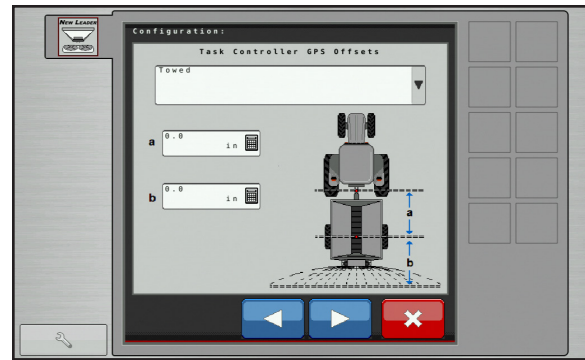 NEW LEADER
Configuration:
Task Controller GPS Offsets
Towed
a
0.0
in
b
0.0
in
a
b